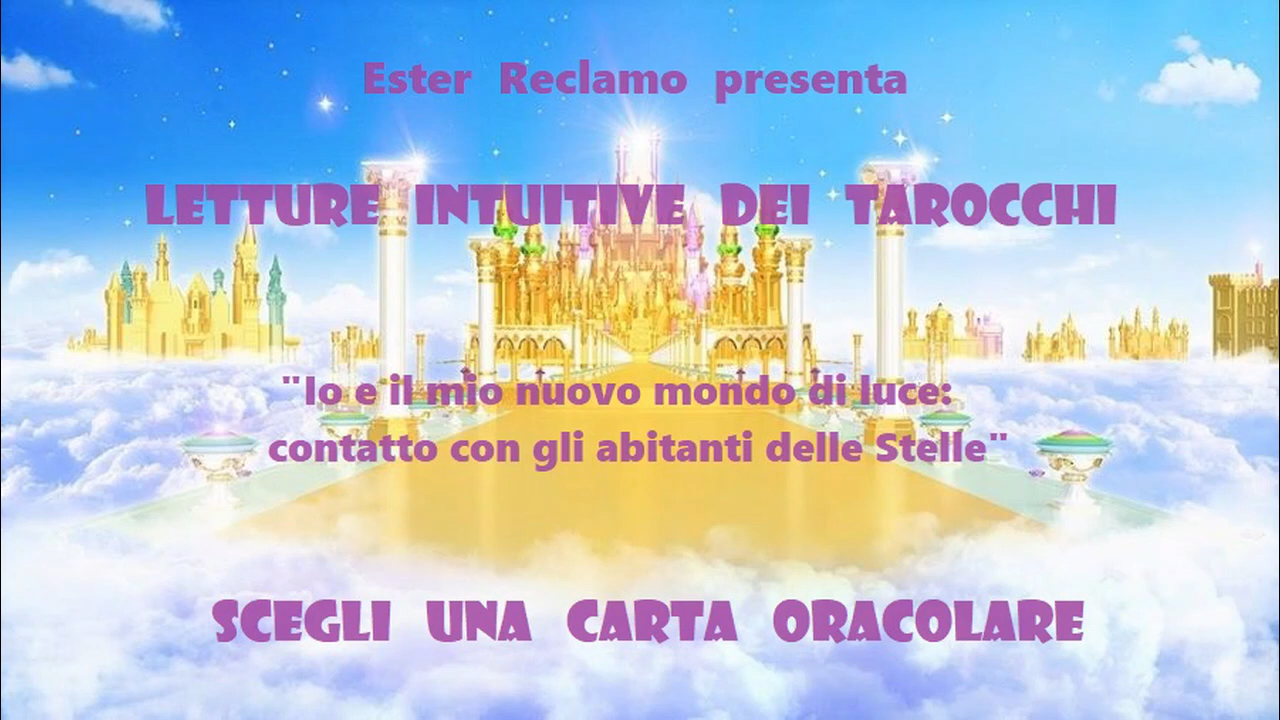 Ester Reclamo presenta
LETTURE INTUITIVE DEI TAROCCHI
"Io e il mio nuovo mondo di luce:
contatto con gli abitanti delle Stelle"
SCEGLI UNA CARTA ORACOLARE